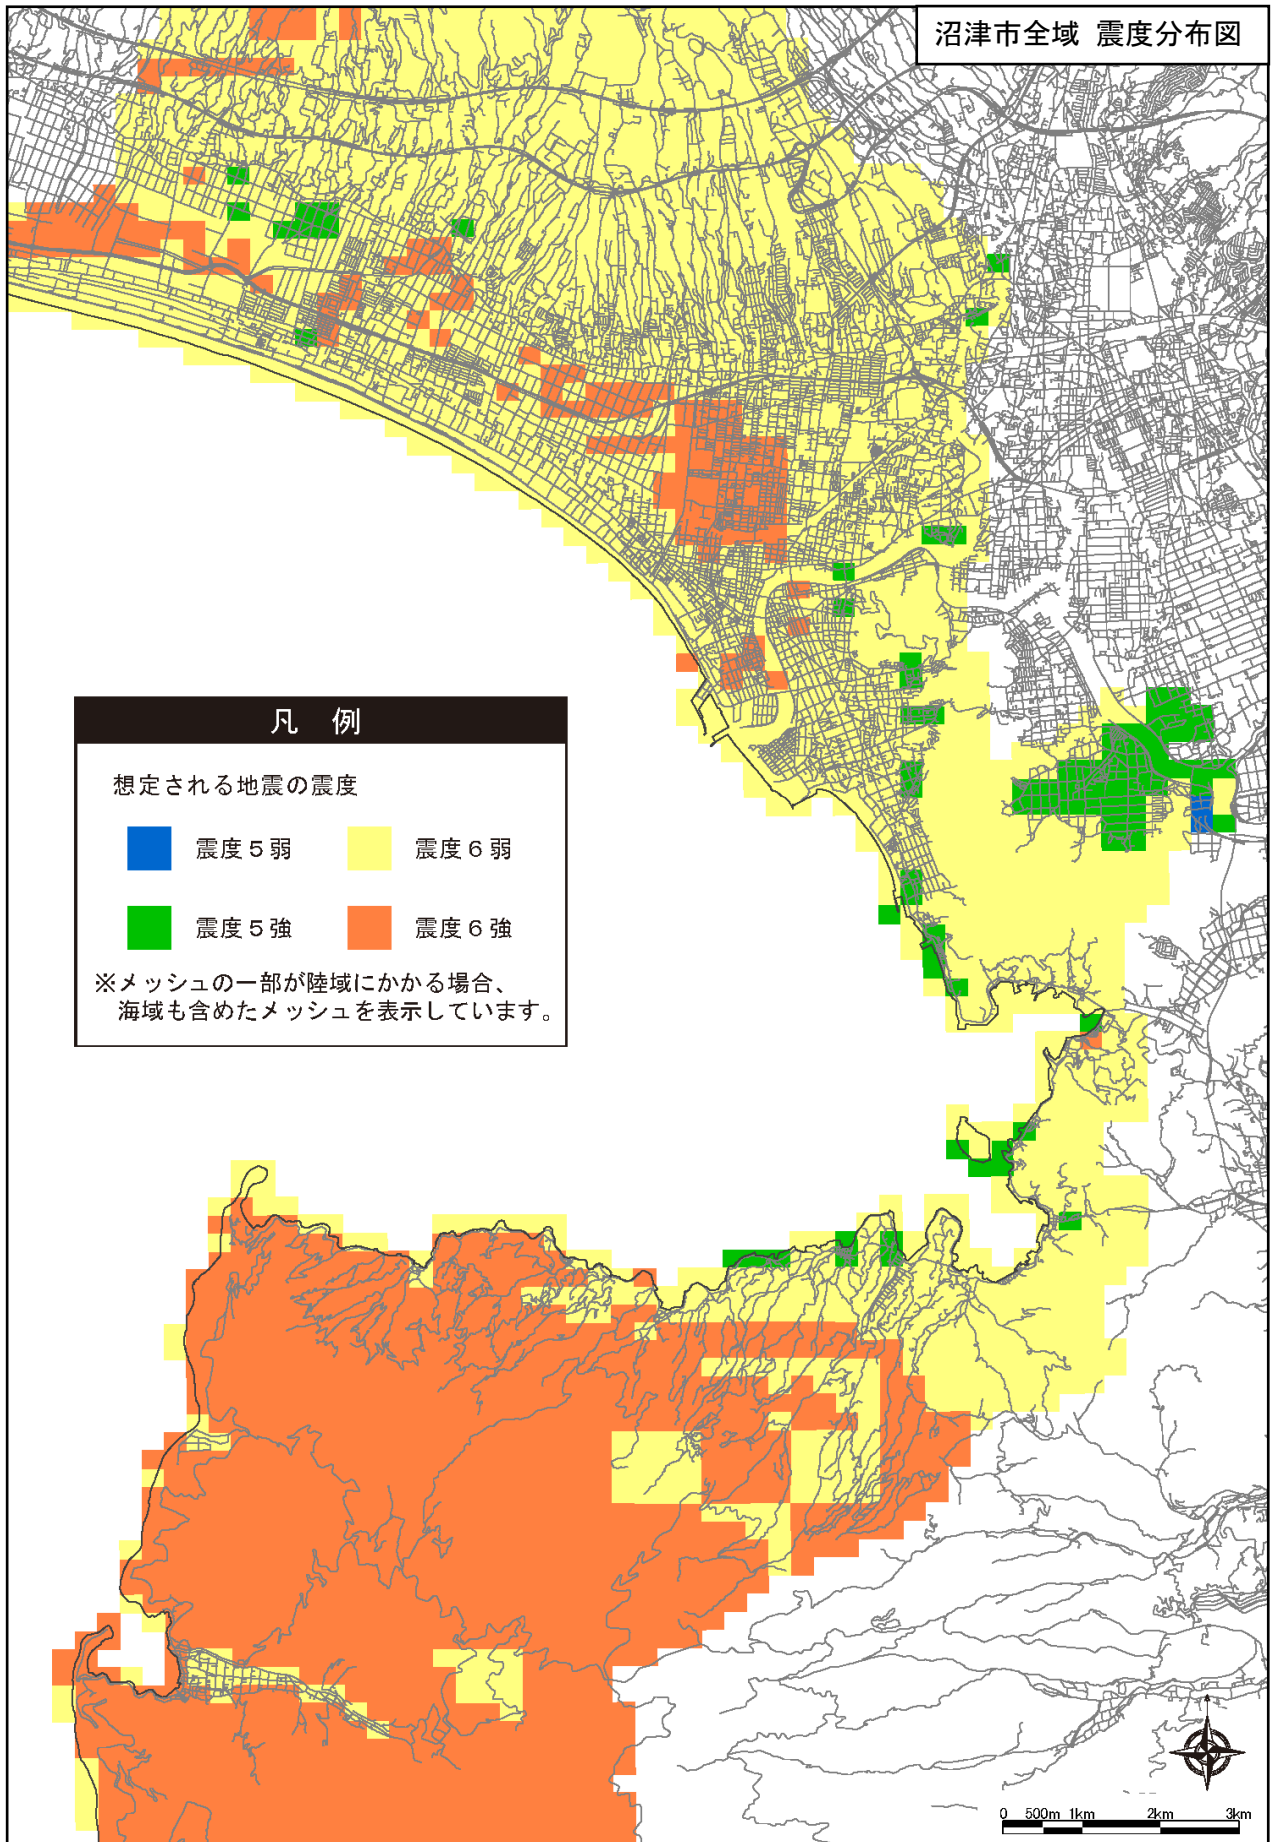 沼津市全域 震度分布図
凡 例
想定される地震の震度
震度５弱
震度６弱
震度５強
震度６強
※メッシュの一部が陸域にかかる場合、
海域も含めたメッシュを表示しています。
0 500m 1km 2km 3km